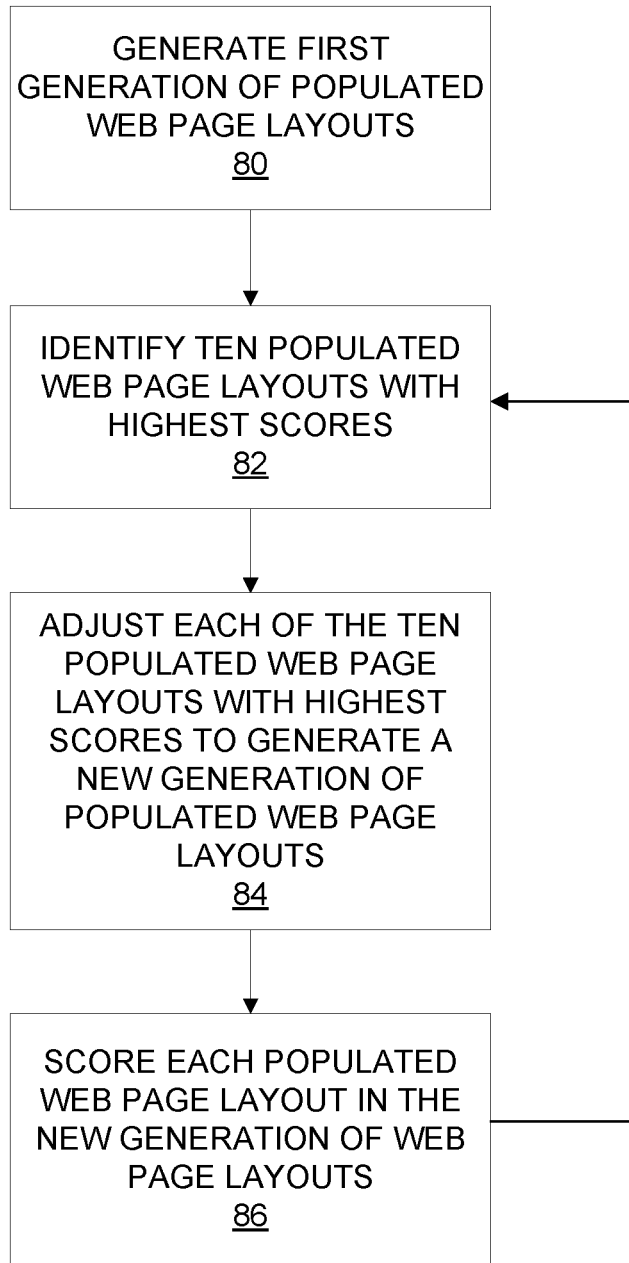 GENERATE FIRST
GENERATION OF POPULATED
WEB PAGE LAYOUTS
80
IDENTIFY TEN POPULATED
WEB PAGE LAYOUTS WITH
HIGHEST SCORES
82
ADJUST EACH OF THE TEN
POPULATED WEB PAGE
LAYOUTS WITH HIGHEST
SCORES TO GENERATE A
NEW GENERATION OF
POPULATED WEB PAGE
LAYOUTS
84
SCORE EACH POPULATED
WEB PAGE LAYOUT IN THE
NEW GENERATION OF WEB
PAGE LAYOUTS
86